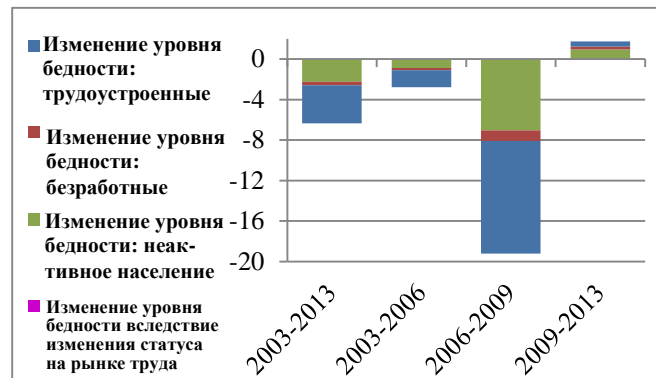 Изменение уровня
бедности:
трудоустроенные
Изменение уровня
бедности:
безработные
Изменение уровня
бедности: неак-
тивное население
Изменение уровня
бедности вследствие
изменения статуса
на рынке труда
0
-4
-8
-12
-16
-20
2003-2013
2003-2006
2006-2009
2009-2013